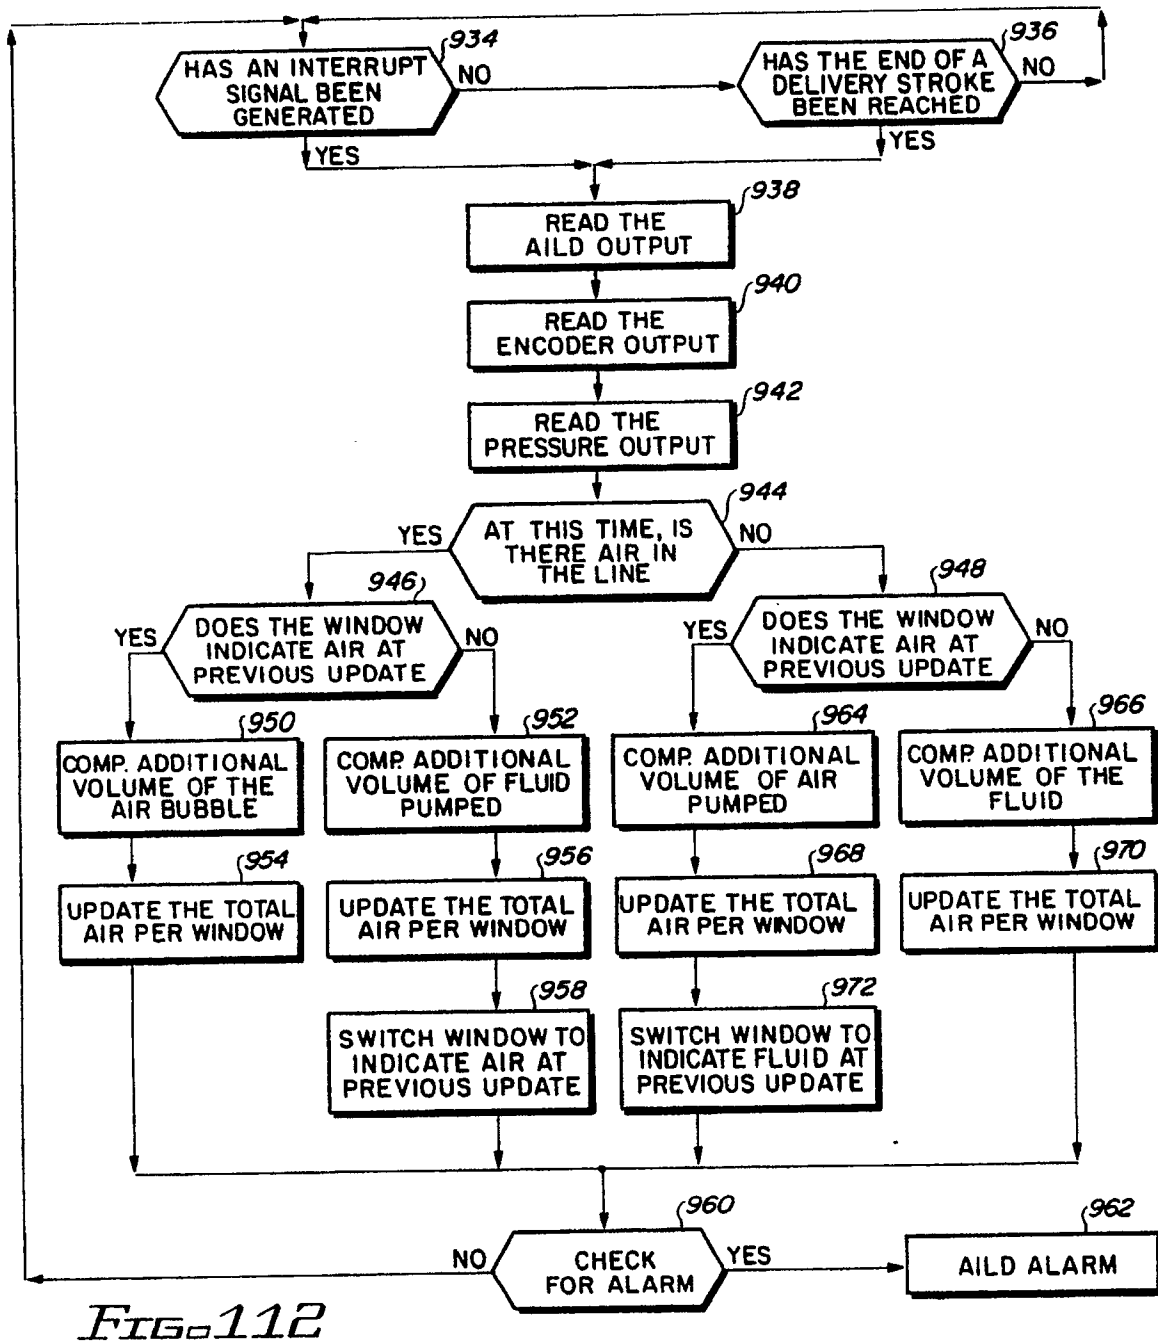 934
HAS AN INTERRUPT
SIGNAL BEEN
GENERATED
NO
YES
936
HAS THE END OF A
DELIVERY STROKE
BEEN REACHED
NO
YES
938
READ THE
AILD OUTPUT
940
READ THE
ENCODER OUTPUT
942
READ THE
PRESSURE OUTPUT
944
AT THIS TIME, IS
THERE AIR IN
THE LINE
YES
NO
946
DOES THE WINDOW
INDICATE AIR AT
PREVIOUS UPDATE
YES
NO
948
DOES THE WINDOW
INDICATE AIR AT
PREVIOUS UPDATE
YES
NO
950
COMP. ADDITIONAL
VOLUME OF THE
AIR BUBBLE
952
COMP. ADDITIONAL
VOLUME OF FLUID
PUMPED
964
COMP. ADDITIONAL
VOLUME OF AIR
PUMPED
966
COMP. ADDITIONAL
VOLUME OF THE
FLUID
954
UPDATE THE TOTAL
AIR PER WINDOW
956
UPDATE THE TOTAL
AIR PER WINDOW
968
UPDATE THE TOTAL
AIR PER WINDOW
970
UPDATE THE TOTAL
AIR PER WINDOW
958
SWITCH WINDOW TO
INDICATE AIR AT
PREVIOUS UPDATE
972
SWITCH WINDOW TO
INDICATE FLUID AT
PREVIOUS UPDATE
960
CHECK
FOR ALARM
NO
YES
962
AILD ALARM
FIG. 112